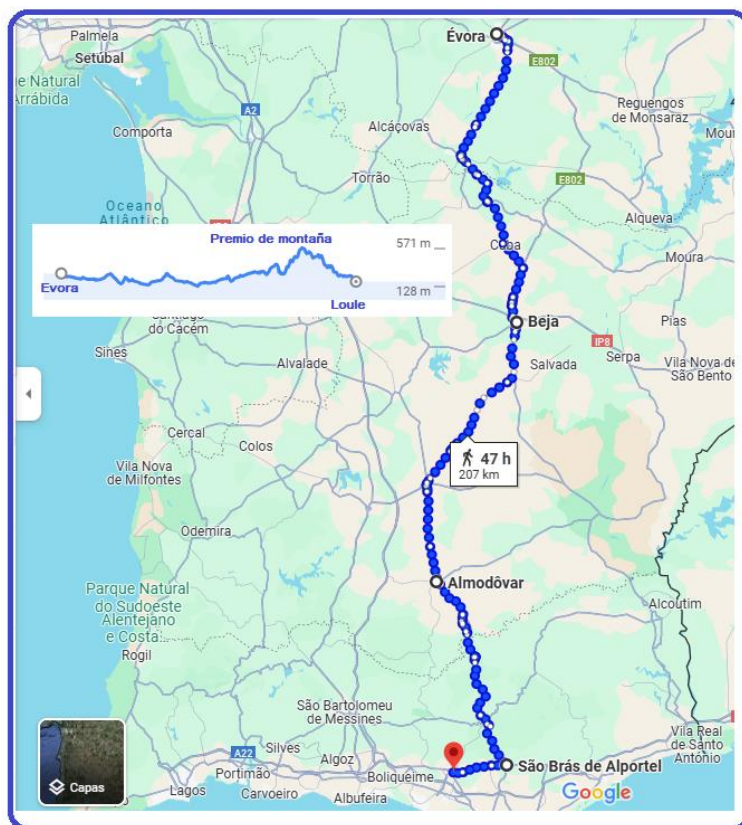 Palmela
Setúbal
que Natural
Arrábida
Comporta
A2
Alcáçovas
Torrão
Évora
E802
Reguengos
de Monsaraz
Mour
E802
Alqueva
Moura
Oceano
Atlântico
Cuba
Premio de montaña
571 m
128 m
Evora
Loule
Santiago
do Cacém
Sines
Alvalade
Beja
Salvada
IP8
Serpa
Pias
Vila Nova de
São Bento
Cercal
Colos
Vila Nova
de Milfontes
47 h
207 km
Odemira
Almodôvar
Parque Natural
do Sudoeste
Alentejano
e Costa...
Rogil
Alcoutim
São Bartolomeu
de Messines
Vila Real
de Santo
António
A22
Silves
Algoz
Portimão
Boliqueime
São Brás de Alportel
Lagos
Carvoeiro
Albufeira
Google
Capas